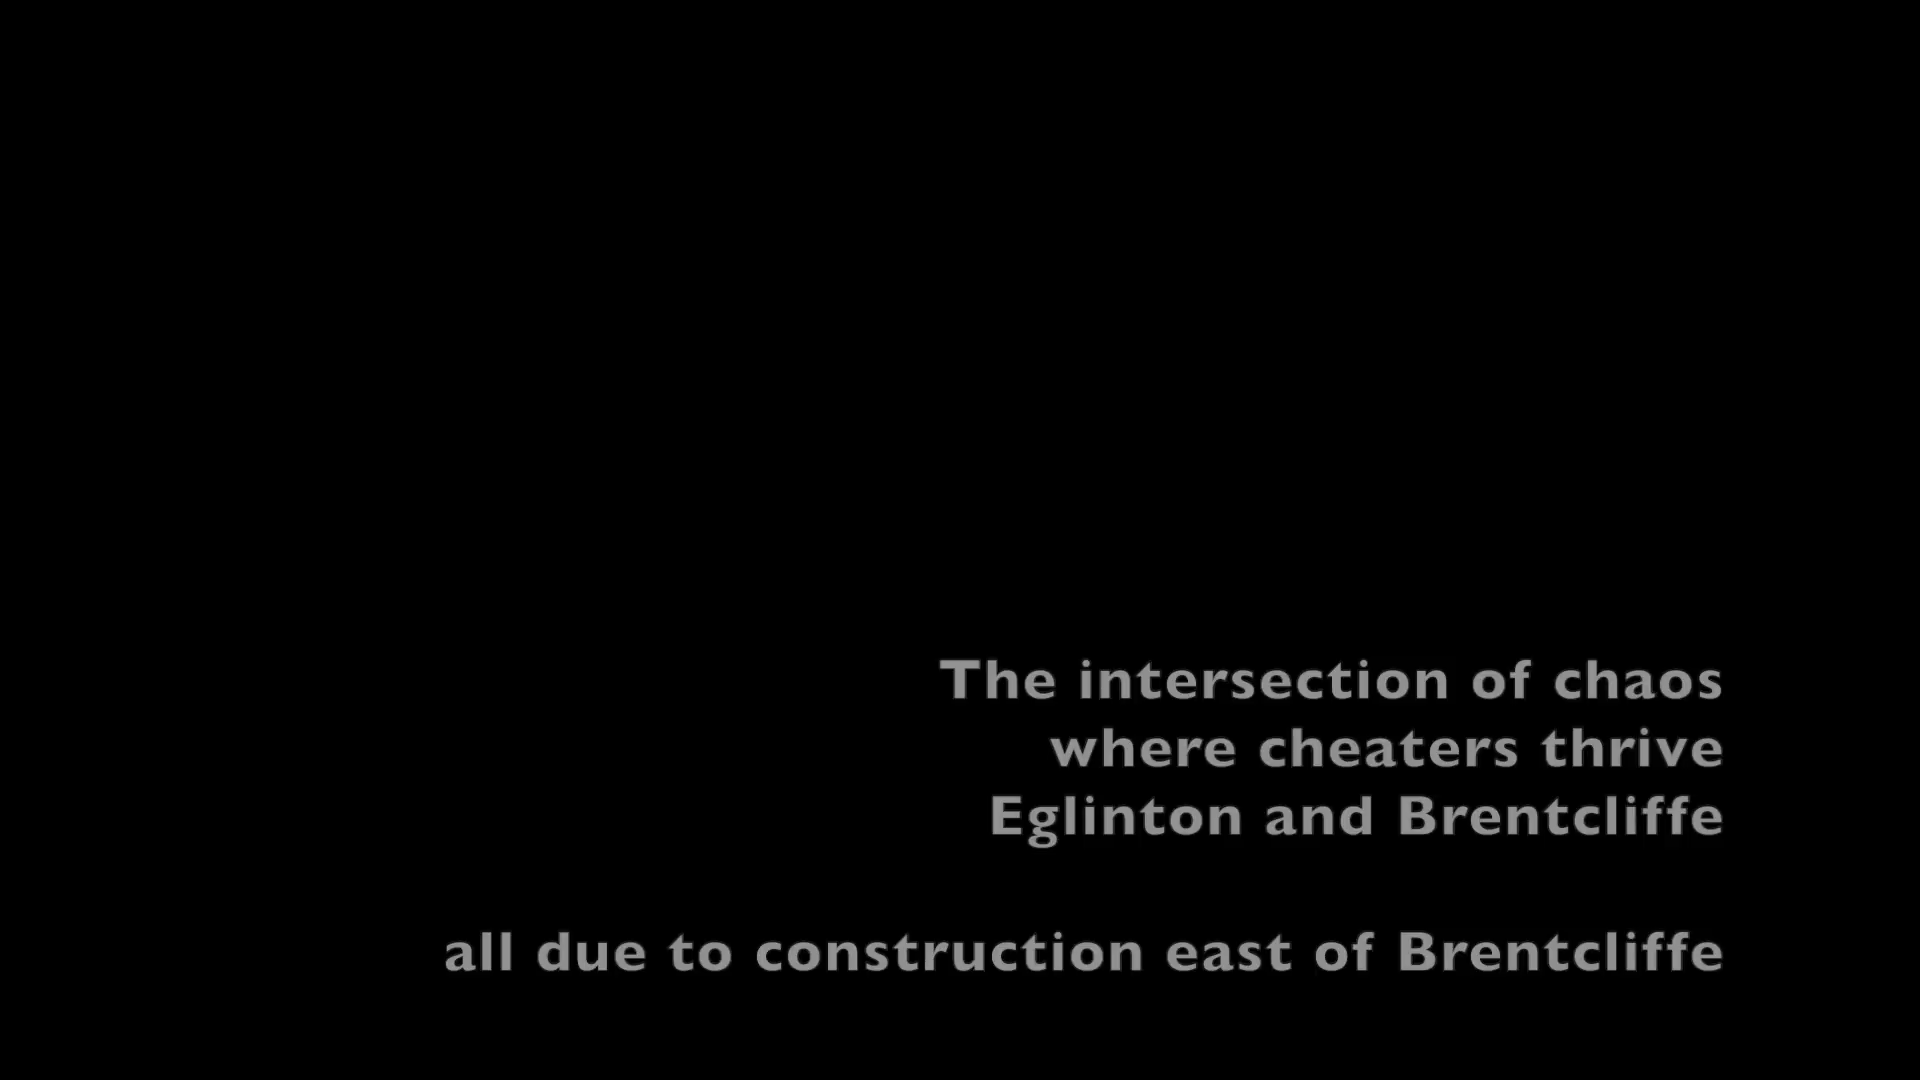 The intersection of chaos
where cheaters thrive
Eglinton and Brentcliffe
all due to construction east of Brentcliffe